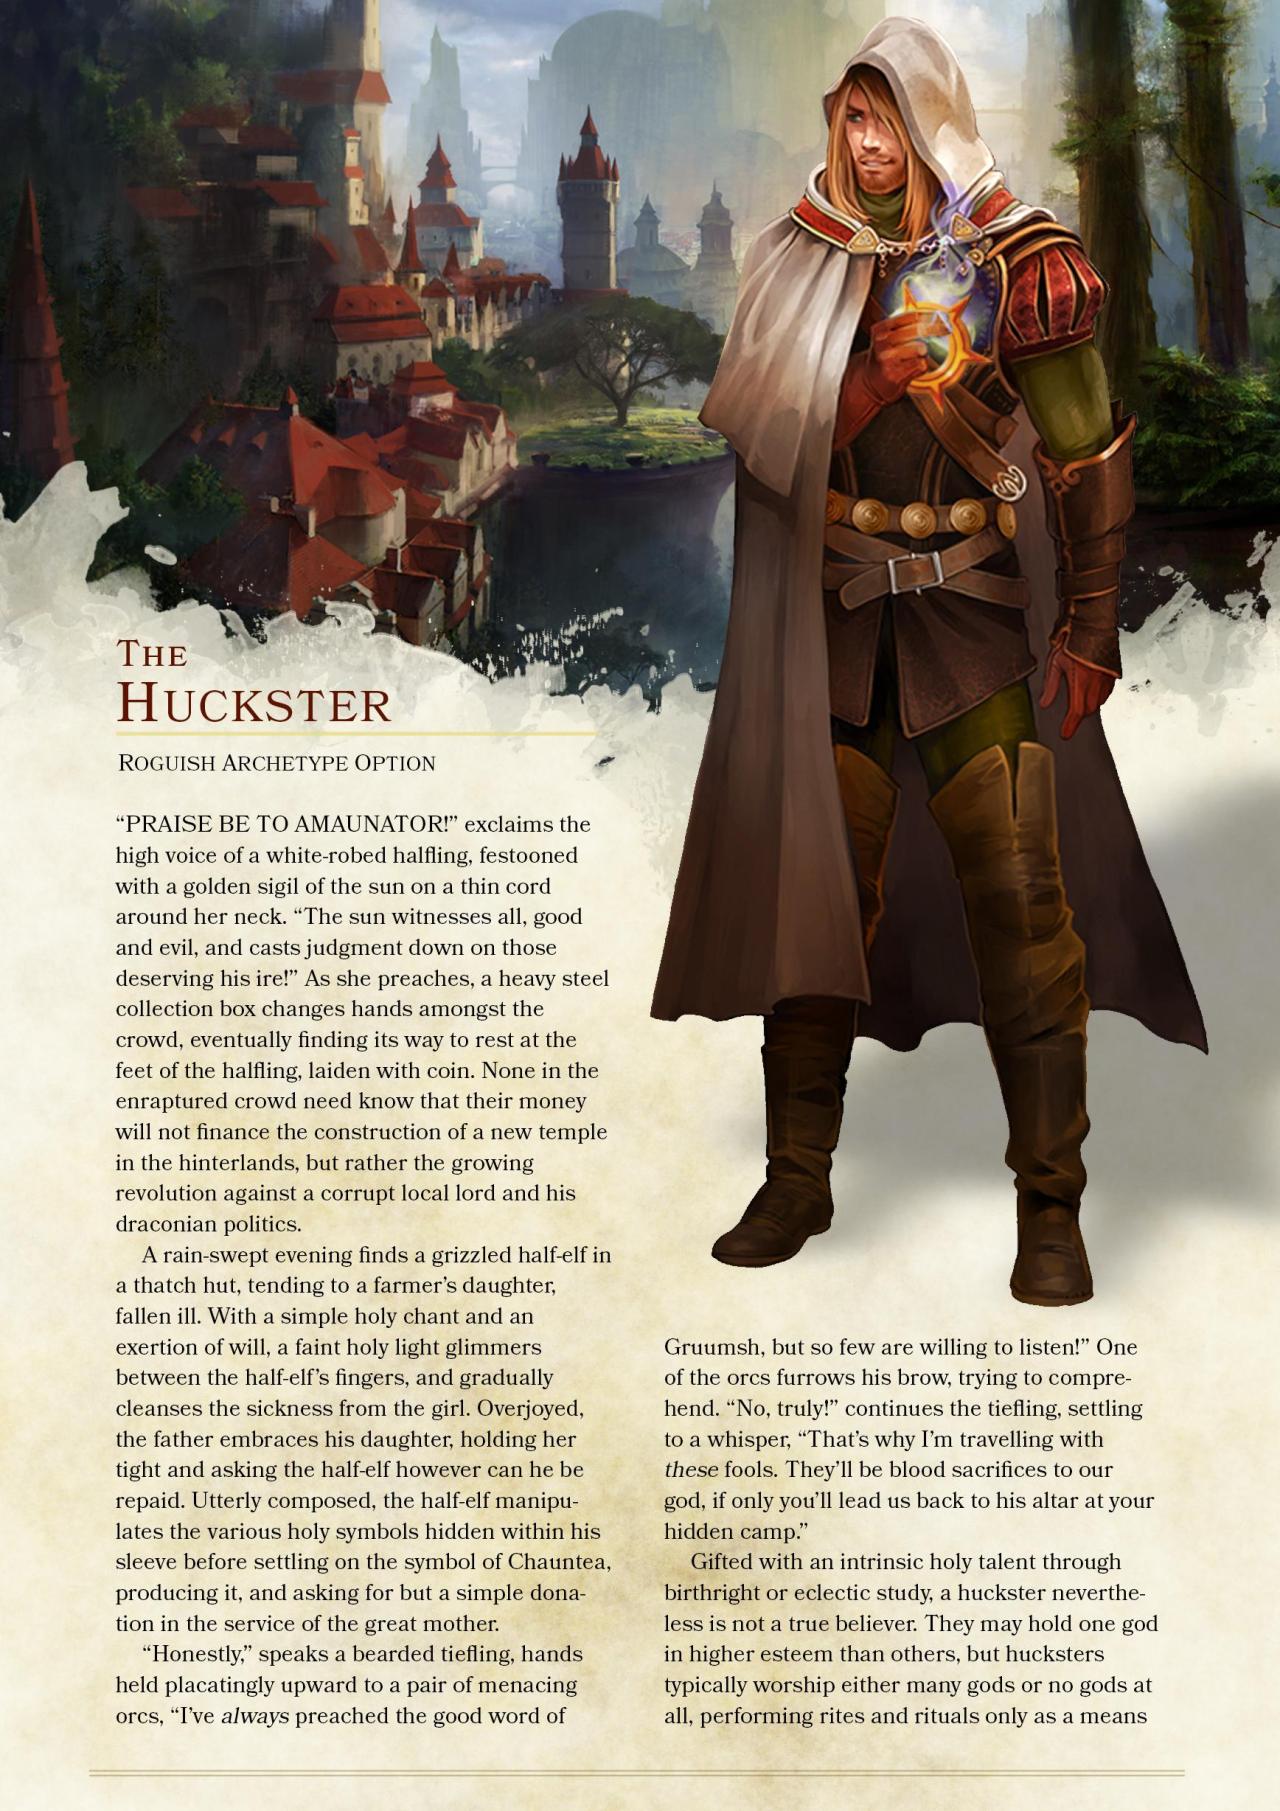 The
Huckster
Roguish Archetype Option
“PRAISE BE TO AMAUNATOR!” exclaims the
high voice of a white-robed halfling, festooned
with a golden sigil of the sun on a thin cord
around her neck. “The sun witnesses all, good
and evil, and casts judgment down on those
deserving his ire!” As she preaches, a heavy steel
collection box changes hands amongst the
crowd, eventually finding its way to rest at the
feet of the halfling, laiden with coin. None in the
enraptured crowd need know that their money
will not finance the construction of a new temple
in the hinterlands, but rather the growing
revolution against a corrupt local lord and his
draconian politics.
A rain-swept evening finds a grizzled half-elf in
a thatch hut, tending to a farmer’s daughter,
fallen ill. With a simple holy chant and an
exertion of will, a faint holy light glimmers
between the half-elf’s fingers, and gradually
cleanses the sickness from the girl. Overjoyed,
the father embraces his daughter, holding her
tight and asking the half-elf however can he be
repaid. Utterly composed, the half-elf manipu-
lates the various holy symbols hidden within his
sleeve before settling on the symbol of Chauntea,
producing it, and asking for but a simple dona-
tion in the service of the great mother.
“Honestly,” speaks a bearded tiefling, hands
held placatingly upward to a pair of menacing
orcs, “I’ve always preached the good word of
Gruumsh, but so few are willing to listen!” One
of the orcs furrows his brow, trying to compre-
hend. “No, truly!” continues the tiefling, settling
to a whisper, “That’s why I’m travelling with
these fools. They’ll be blood sacrifices to our
god, if only you’ll lead us back to his altar at your
hidden camp.”
Gifted with an intrinsic holy talent through
birthright or eclectic study, a huckster neverthe-
less is not a true believer. They may hold one god
in higher esteem than others, but hucksters
typically worship either many gods or no gods at
all, performing rites and rituals only as a means